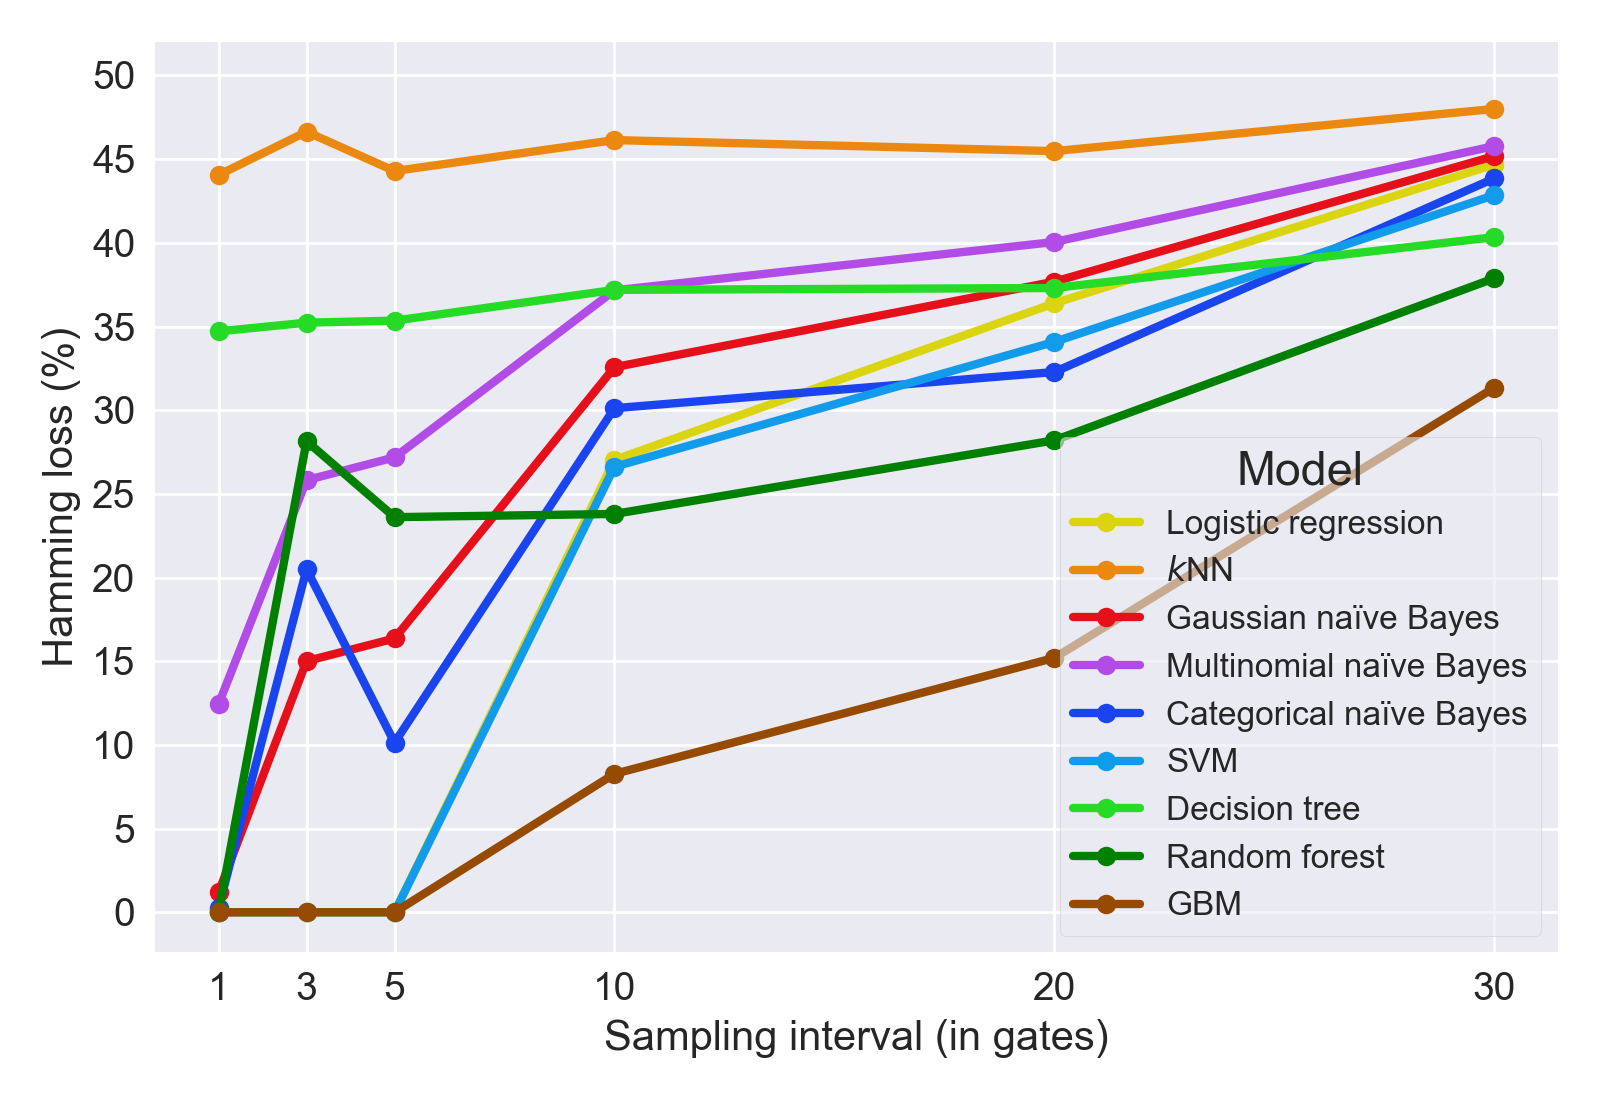 50
45
40
35
30
25
20
15
10
5
0
Hamming loss (%)
Model
Logistic regression
kNN
Gaussian naïve Bayes
Multinomial naïve Bayes
Categorical naïve Bayes
SVM
Decision tree
Random forest
GBM
1 3 5 10 20 30
Sampling interval (in gates)